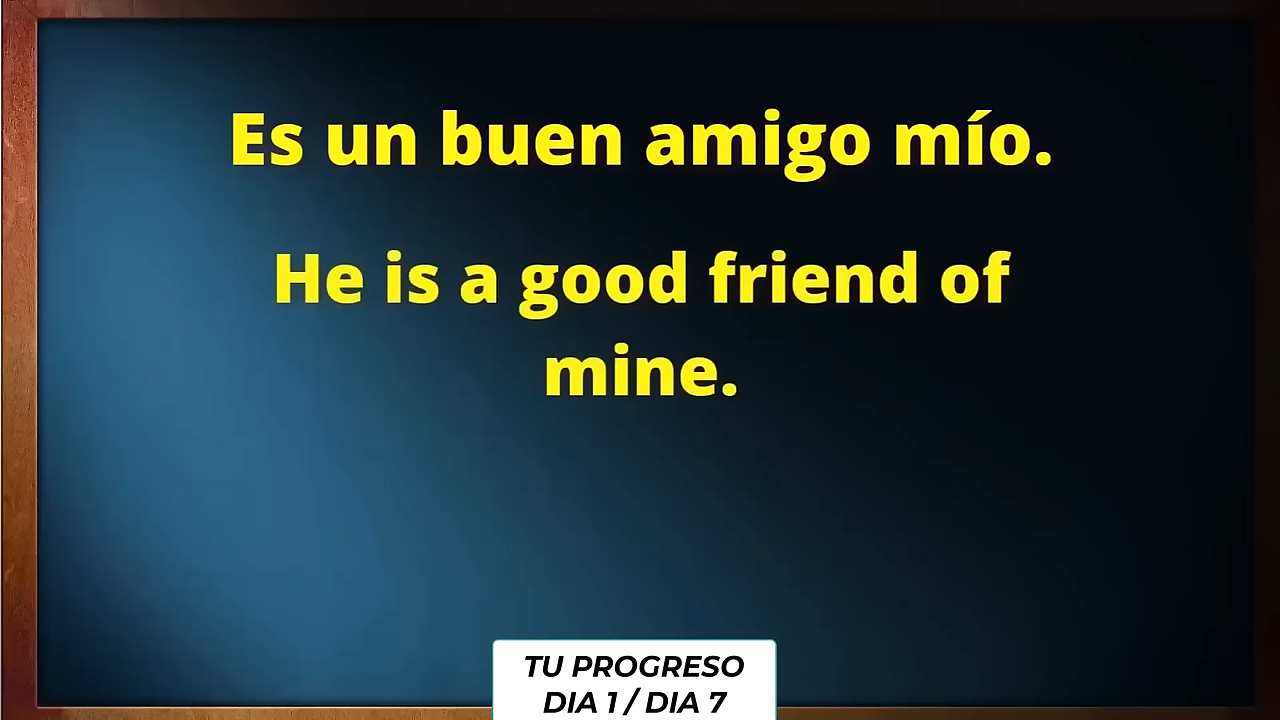 Es un buen amigo mío.
He is a good friend of
mine.
TU PROGRESO
DIA 1 / DIA 7